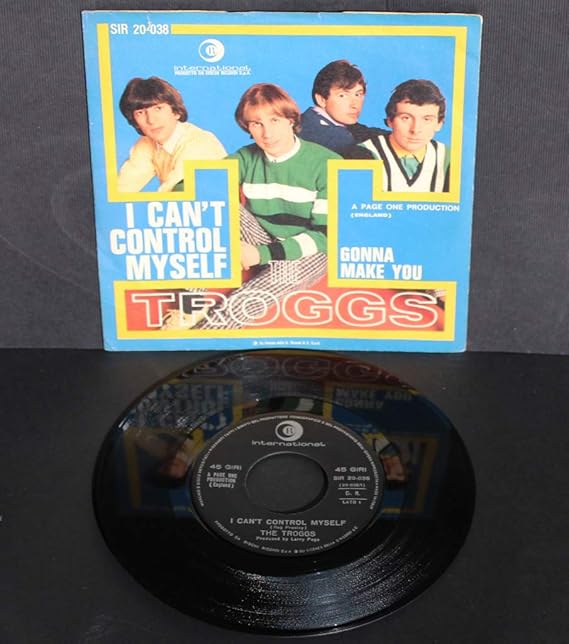 SIR 20-038
R
international
PRODOTTO DA DISCHI RICORDI S.p.A.
I CAN'T
CONTROL
MYSELF
A PAGE ONE PRODUCTION
(ENGLAND)
GONNA
MAKE YOU
THE
TROGGS
R
international
45 GIRI
A PAGE ONE
PRODUCTION
(England)
45 GIRI
SIR 20-038
LATO 1
I CAN'T CONTROL MYSELF
(Reg Presley)
THE TROGGS
Produced by Larry Page